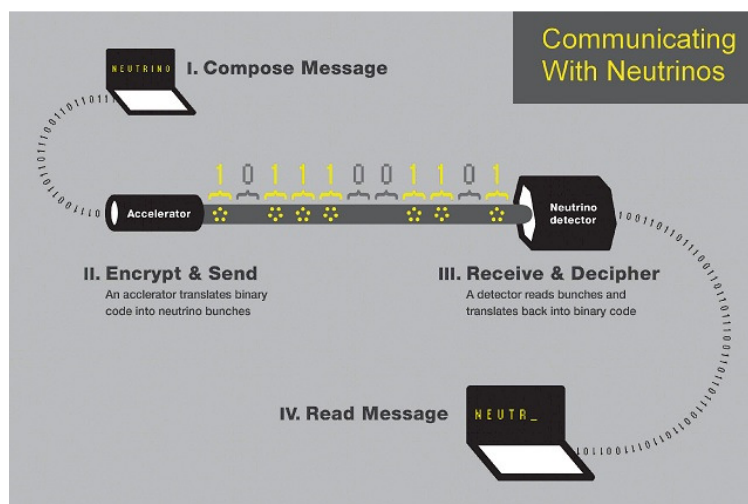 Communicating
With Neutrinos
NEUTRINO
I. Compose Message
1 0 1 1 1 0 0 1 1 0 1
Accelerator
Neutrino
detector
II. Encrypt & Send
An acclerator translates binary
code into neutrino bunches
III. Receive & Decipher
A detector reads bunches and
translates back into binary code
IV. Read Message
NEUTR_